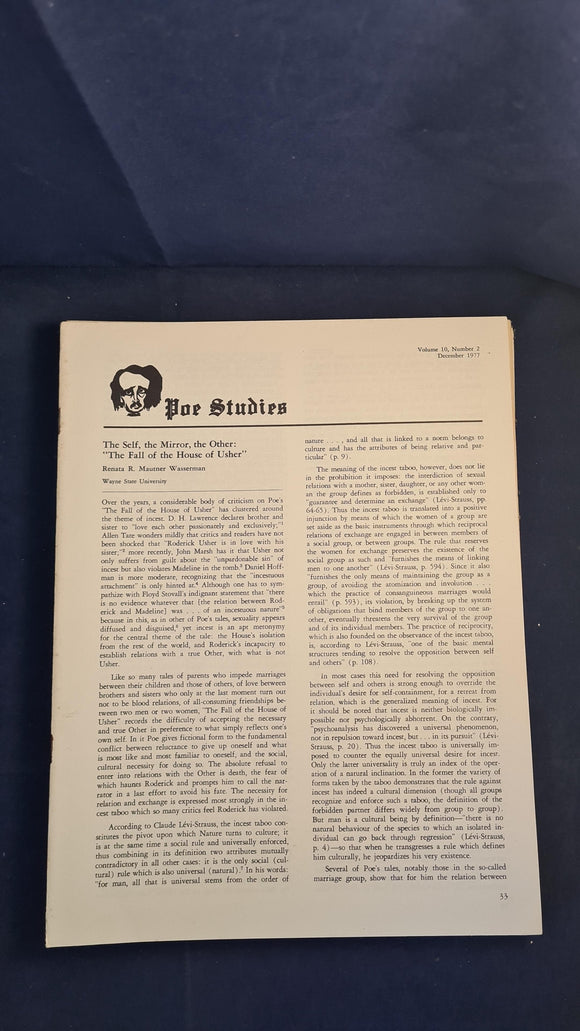 Volume 10, Number 2
December 1977
Poe Studies
The Self, the Mirror, the Other:
"The Fall of the House of Usher"
Renata R. Mautner Wasserman
Wayne State University
Over the years, a considerable body of criticism on Poe's
"The Fall of the House of Usher" has clustered around
the theme of incest. D. H. Lawrence declares brother and
sister to "love each other passionately and exclusively,"1
Allen Tate wonders mildly that critics and readers have not
been shocked that "Roderick Usher is in love with his
sister,"2 more recently, John Marsh has it that Usher not
only suffers from guilt about the "unpardonable sin" of
incest but also violates Madeline in the tomb.3 Daniel Hoff-
man is more moderate, recognizing that the "incestuous
attachment" is only hinted at.4 Although one has to sym-
pathize with Floyd Stovall's indignant statement that "there
is no evidence whatever that [the relation between Rod-
erick and Madeline] was . . . of an incestuous nature"5
because in this, as in other of Poe's tales, sexuality appears
diffused and disguised,6 yet incest is an apt metonymy
for the central theme of the tale: the House's isolation
from the rest of the world, and Roderick's incapacity to
establish relations with a true Other, with what is not
Usher.
Like so many tales of parents who impede marriages
between their children and those of others, of love between
brothers and sisters who only at the last moment turn out
not to be blood relations, of all-consuming friendships be-
tween two men or two women, "The Fall of the House of
Usher" records the difficulty of accepting the necessary
and true Other in preference to what simply reflects one's
own self. In it Poe gives fictional form to the fundamental
conflict between reluctance to give up oneself and what
is most like and most familiar to oneself, and the social,
cultural necessity for doing so. The absolute refusal to
enter into relations with the Other is death, the fear of
which haunts Roderick and prompts him to call the nar-
rator in a last effort to avoid his fate. The necessity for
relation and exchange is expressed most strongly in the in-
cest taboo which so many critics feel Roderick has violated.
According to Claude Lévi-Strauss, the incest taboo con-
stitutes the pivot upon which Nature turns to culture; it
is at the same time a social rule and universally enforced,
thus combining in its definition two attributes mutually
contradictory in all other cases: it is the only social (cul-
tural) rule which is also universal (natural).7 In his words:
"for man, all that is universal stems from the order of
nature . . . , and all that is linked to a norm belongs to
culture and has the attributes of being relative and par-
ticular" (p. 9).
The meaning of the incest taboo, however, does not lie
in the prohibition it imposes: the interdiction of sexual
relations with a mother, sister, daughter, or any other wom-
an the group defines as forbidden, is established only to
"guarantee and determine an exchange" (Lévi-Strauss, pp.
64-65). Thus the incest taboo is translated into a positive
injunction by means of which the women of a group are
set aside as the basic instruments through which reciprocal
relations of exchange are engaged in between members of
a social group, or between groups. The rule that reserves
the women for exchange preserves the existence of the
social group as such and "furnishes the means of linking
men to one another" (Lévi-Strauss, p. 594). Since it also
"furnishes the only means of maintaining the group as a
group, of avoiding the atomization and involution . . .
which the practice of consanguineous marriages would
entail" (p. 593), its violation, by breaking up the system
of obligations that bind members of the group to one an-
other, eventually threatens the very survival of the group
and of its individual members. The practice of reciprocity,
which is also founded on the observance of the incest taboo,
is, according to Lévi-Strauss, "one of the basic mental
structures tending to resolve the opposition between self
and others" (p. 108).
In most cases this need for resolving the opposition
between self and others is strong enough to override the
individual's desire for self-containment, for a retreat from
relation, which is the generalized meaning of incest. For
it should be noted that incest is neither biologically im-
possible nor psychologically abhorrent. On the contrary,
"psychoanalysis has discovered a universal phenomenon,
not in repulsion toward incest, but . . . in its pursuit" (Lévi-
Strauss, p. 20). Thus the incest taboo is universally im-
posed to counter the equally universal desire for incest.
Only the latter universality is truly an index of the oper-
ation of a natural inclination. In the former the variety of
forms taken by the taboo demonstrates that the rule against
incest has indeed a cultural dimension (though all groups
recognize and enforce such a taboo, the definition of the
forbidden partner differs widely from group to group).
But man is a cultural being by definition—"there is no
natural behaviour of the species to which an isolated in-
dividual can go back through regression" (Lévi-Strauss,
p. 4)—so that when he transgresses a rule which defines
him culturally, he jeopardizes his very existence.
Several of Poe's tales, notably those in the so-called
marriage group, show that for him the relation between
33